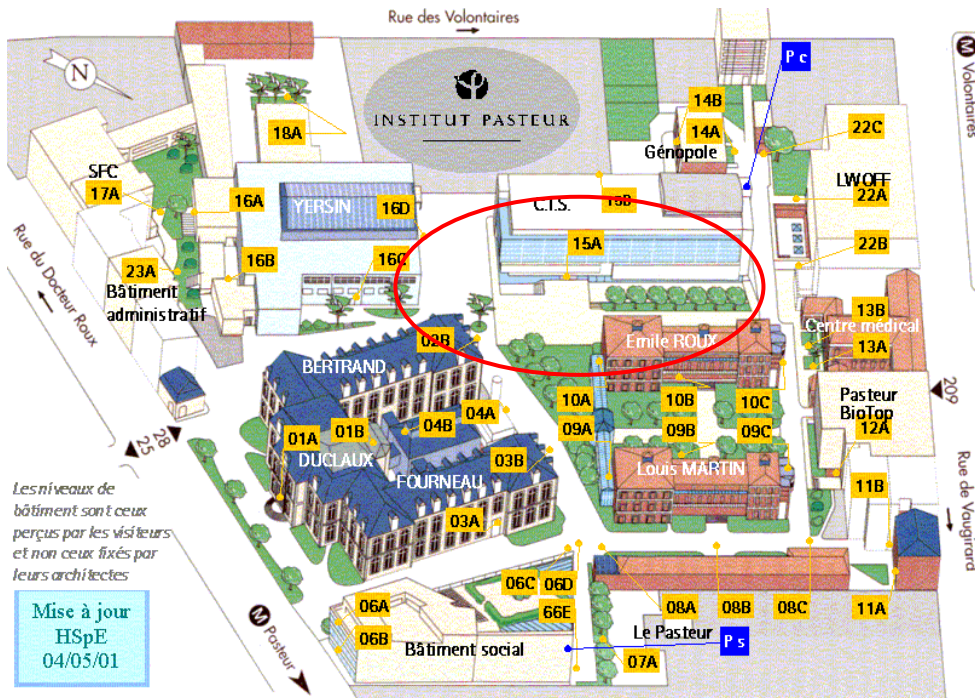 Rue des Volontaires
M Volontaires
P c
N
INSTITUT PASTEUR
14B
14A
Génopole
22C
18A
SFC
17A
16A
YERSIN
16D
C.I.S.
15B
LWOFF
22A
15A
22B
16B
16C
23A
Bâtiment
administratif
13B
Centre médical
13A
Rue du Docteur Roux
02B
Emile ROUX
BERTRAND
Pasteur
BioTop
209
10A
10B
10C
04A
04B
12A
01A
01B
09A
09B
09C
DUCLAUX
03B
Louis MARTIN
28
25
FOURNEAU
11B
Rue de Vaugirard
03A
Les niveaux de
bâtiment sont ceux
perçus par les visiteurs
et non ceux fixés par
leurs architectes
06C
06D
66E
08A
08B
08C
11A
Mise à jour
HSpE
04/05/01
06A
06B
Bâtiment social
Le Pasteur
P s
07A
M Pasteur